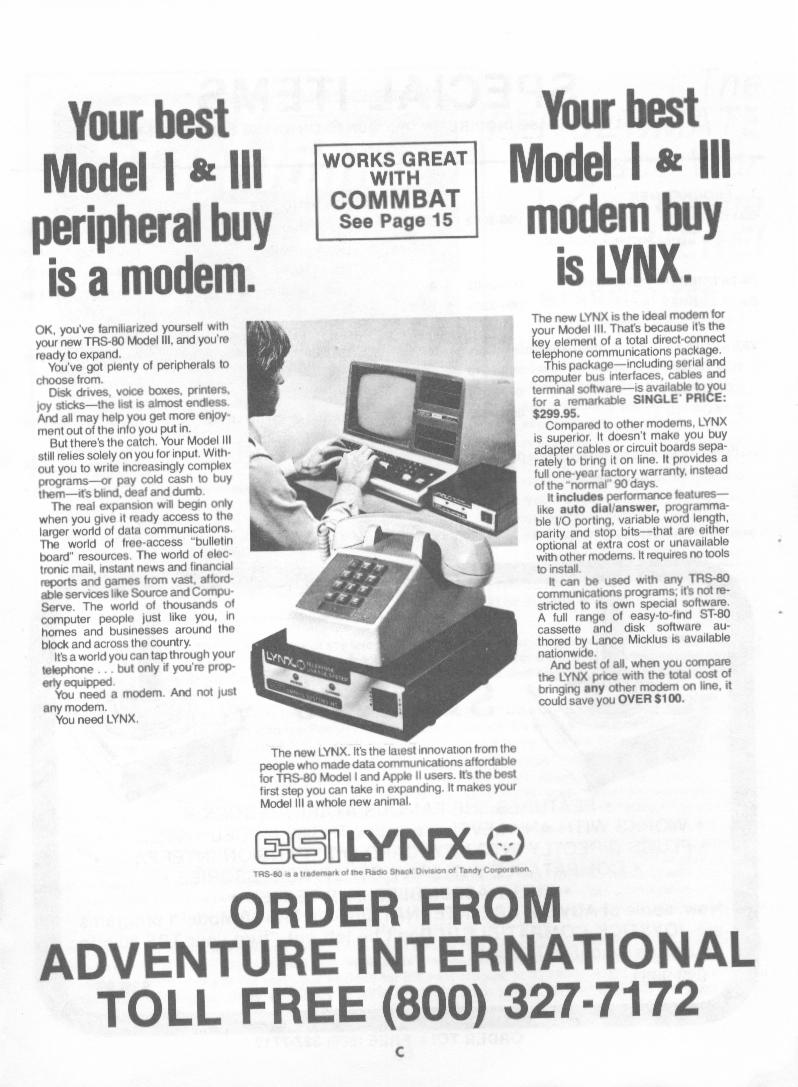 Your best
Model I & III
peripheral buy
is a modem.
WORKS GREAT
WITH
COMMBAT
See Page 15
Your best
Model I & III
modem buy
is LYNX.
OK, you've familiarized yourself with
your new TRS-80 Model III, and you're
ready to expand.
You've got plenty of peripherals to
choose from.
Disk drives, voice boxes, printers,
joy sticks—the list is almost endless.
And all may help you get more enjoy-
ment out of the info you put in.
But there's the catch. Your Model III
still relies solely on you for input. With-
out you to write increasingly complex
programs—or pay cold cash to buy
them—it's blind, deaf and dumb.
The real expansion will begin only
when you give it ready access to the
larger world of data communications.
The world of free-access "bulletin
board" resources. The world of elec-
tronic mail, instant news and financial
reports and games from vast, afford-
able services like Source and Compu-
Serve. The world of thousands of
computer people just like you, in
homes and businesses around the
block and across the country.
It's a world you can tap through your
telephone . . . but only if you're prop-
erly equipped.
You need a modem. And not just
any modem.
You need LYNX.
LYNX
TELEPHONE
LINKAGE SYSTEM
The new LYNX. It's the latest innovation from the
people who made data communications affordable
for TRS-80 Model I and Apple II users. It's the best
first step you can take in expanding. It makes your
Model III a whole new animal.
The new LYNX is the ideal modem for
your Model III. That's because it's the
key element of a total direct-connect
telephone communications package.
This package—including serial and
computer bus interfaces, cables and
terminal software—is available to you
for a remarkable SINGLE PRICE:
$299.95.
Compared to other modems, LYNX
is superior. It doesn't make you buy
adapter cables or circuit boards sepa-
rately to bring it on line. It provides a
full one-year factory warranty, instead
of the "normal" 90 days.
It includes performance features—
like auto dial/answer, programma-
ble I/O porting, variable word length,
parity and stop bits—that are either
optional at extra cost or unavailable
with other modems. It requires no tools
to install.
It can be used with any TRS-80
communications programs; it's not re-
stricted to its own special software.
A full range of easy-to-find ST-80
cassette and disk software au-
thored by Lance Micklus is available
nationwide.
And best of all, when you compare
the LYNX price with the total cost of
bringing any other modem on line, it
could save you OVER $100.
ESI LYNX
TRS-80 is a trademark of the Radio Shack Division of Tandy Corporation.
ORDER FROM
ADVENTURE INTERNATIONAL
TOLL FREE (800) 327-7172
C